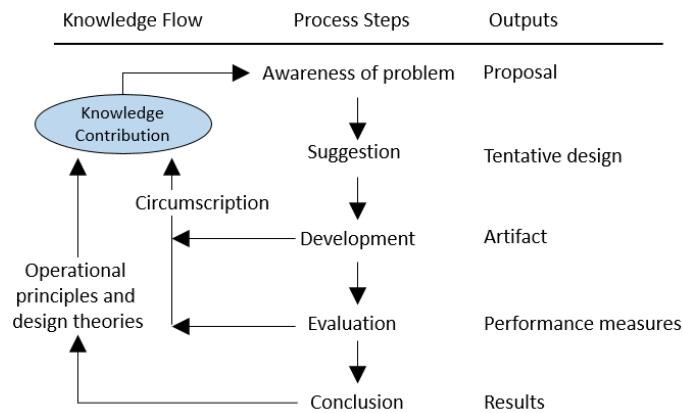 Knowledge Flow Process Steps Outputs
Awareness of problem Proposal
Knowledge
Contribution
Suggestion Tentative design
Circumscription
Development Artifact
Operational
principles and
design theories
Evaluation Performance measures
Conclusion Results